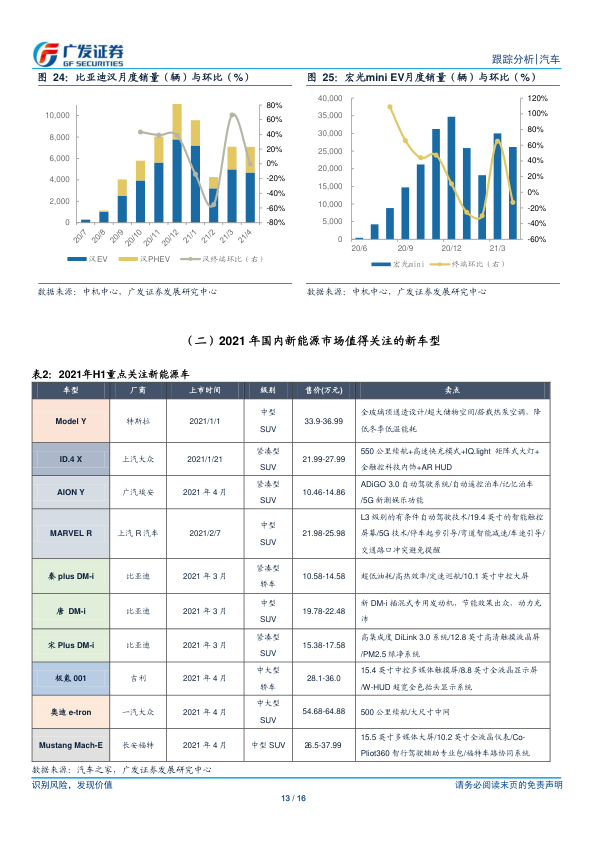 广发证券
GF SECURITIES
跟踪分析|汽车
图 24：比亚迪汉月度销量（辆）与环比（%）
图 25：宏光mini EV月度销量（辆）与环比（%）
10,000
8,000
6,000
4,000
2,000
0
80%
60%
40%
20%
0%
-20%
-40%
-60%
-80%
20/7
20/8
20/9
20/10
20/11
20/12
21/1
21/2
21/3
21/4
汉EV
汉PHEV
汉终端环比（右）
40,000
35,000
30,000
25,000
20,000
15,000
10,000
5,000
0
120%
100%
80%
60%
40%
20%
0%
-20%
-40%
-60%
20/6
20/9
20/12
21/3
宏光mini
终端环比（右）
数据来源：中机中心，广发证券发展研究中心
数据来源：中机中心，广发证券发展研究中心
（二）2021 年国内新能源市场值得关注的新车型
表2：2021年H1重点关注新能源车
车型 厂商 上市时间 级别 售价(万元) 卖点
Model Y 特斯拉 2021/1/1 中型 SUV 33.9-36.99 全玻璃顶通透设计/超大储物空间/搭载热泵空调、降
低冬季低温能耗
ID.4 X 上汽大众 2021/1/21 紧凑型 SUV 21.99-27.99 550 公里续航+高速快充模式+IQ.light 矩阵式大灯+
全触控科技内饰+AR HUD
AION Y 广汽埃安 2021 年 4 月 紧凑型 SUV 10.46-14.86 ADiGO 3.0 自动驾驶系统/自动遥控泊车/记忆泊车
/5G 新潮娱乐功能
MARVEL R 上汽 R 汽车 2021/2/7 中型 SUV 21.98-25.98 L3 级别的有条件自动驾驶技术/19.4 英寸的智能触控
屏幕/5G 技术/停车起步引导/弯道智能减速/车速引导/
交通路口冲突避免提醒
秦 plus DM-i 比亚迪 2021 年 3 月 紧凑型 轿车 10.58-14.58 超低油耗/高热效率/定速巡航/10.1 英寸中控大屏
唐 DM-i 比亚迪 2021 年 3 月 中型 SUV 19.78-22.48 新 DM-i 插混式专用发动机，节能效果出众，动力充
沛
宋 Plus DM-i 比亚迪 2021 年 3 月 紧凑型 SUV 15.38-17.58 高集成度 DiLink 3.0 系统/12.8 英寸高清触摸液晶屏
/PM2.5 绿净系统
极氪 001 吉利 2021 年 4 月 中大型 轿车 28.1-36.0 15.4 英寸中控多媒体触摸屏/8.8 英寸全液晶显示屏
/W-HUD 超宽全色抬头显示系统
奥迪 e-tron 一汽大众 2021 年 4 月 中大型 SUV 54.68-64.88 500 公里续航/大尺寸中网
Mustang Mach-E 长安福特 2021 年 4 月 中型 SUV 26.5-37.99 15.5 英寸多媒体大屏/10.2 英寸全液晶仪表/Co-
Pliot360 智行驾驶辅助专业包/福特车路协同系统
数据来源：汽车之家，广发证券发展研究中心
识别风险，发现价值
请务必阅读末页的免责声明
13 / 16